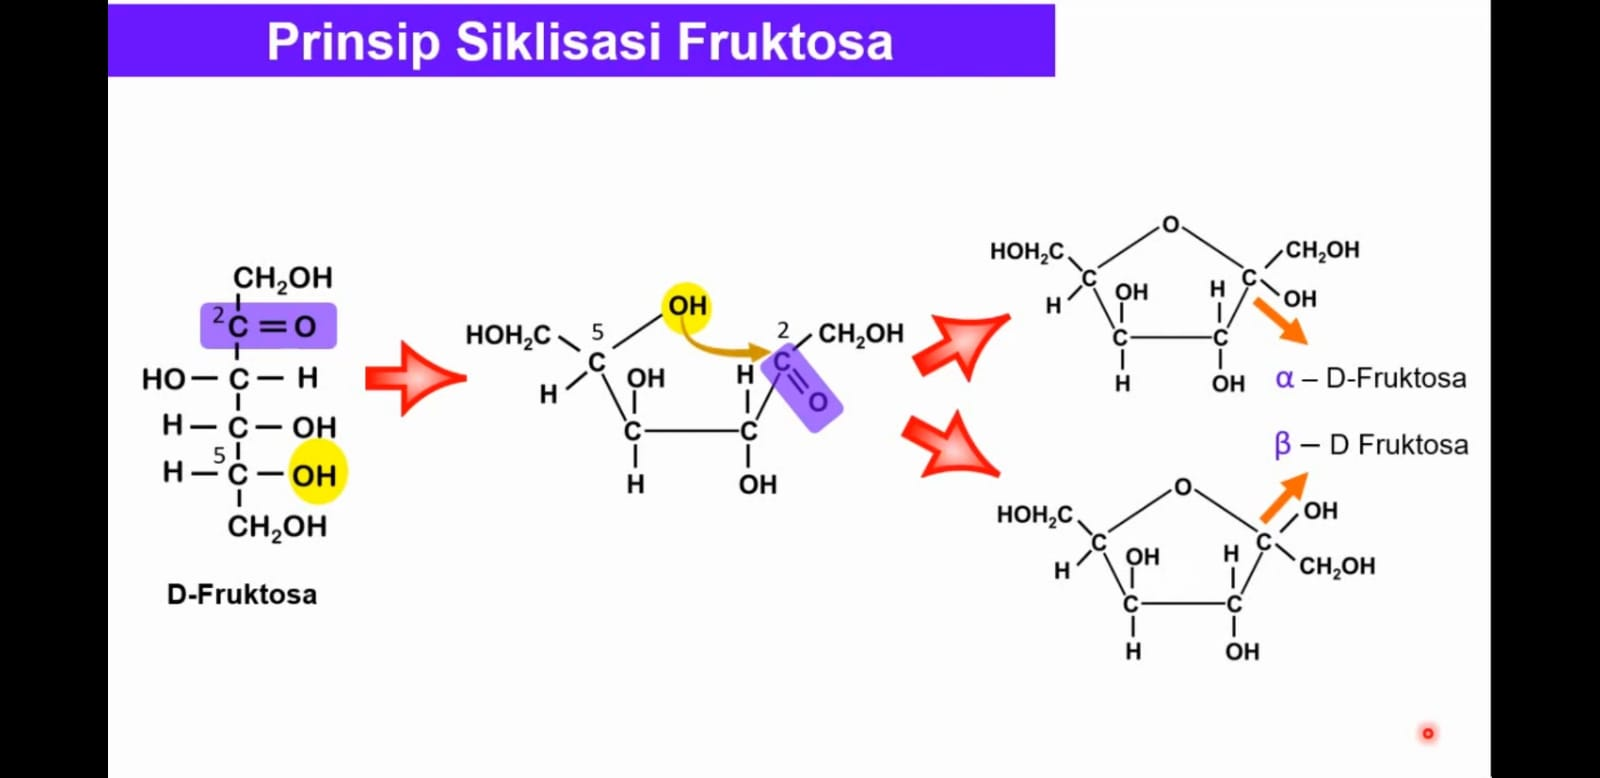 Prinsip Siklisasi Fruktosa
CH₂OH
²C = O
HO — C — H
H — C — OH
H — ⁵C — OH
CH₂OH
D-Fruktosa
OH
HOH₂C 5 2 CH₂OH
C C
H OH H O
C C
H OH
O
HOH₂C CH₂OH
C C
H OH H OH
C C
H OH
α – D-Fruktosa
β – D Fruktosa
O
HOH₂C OH
C C
H OH H CH₂OH
C C
H OH